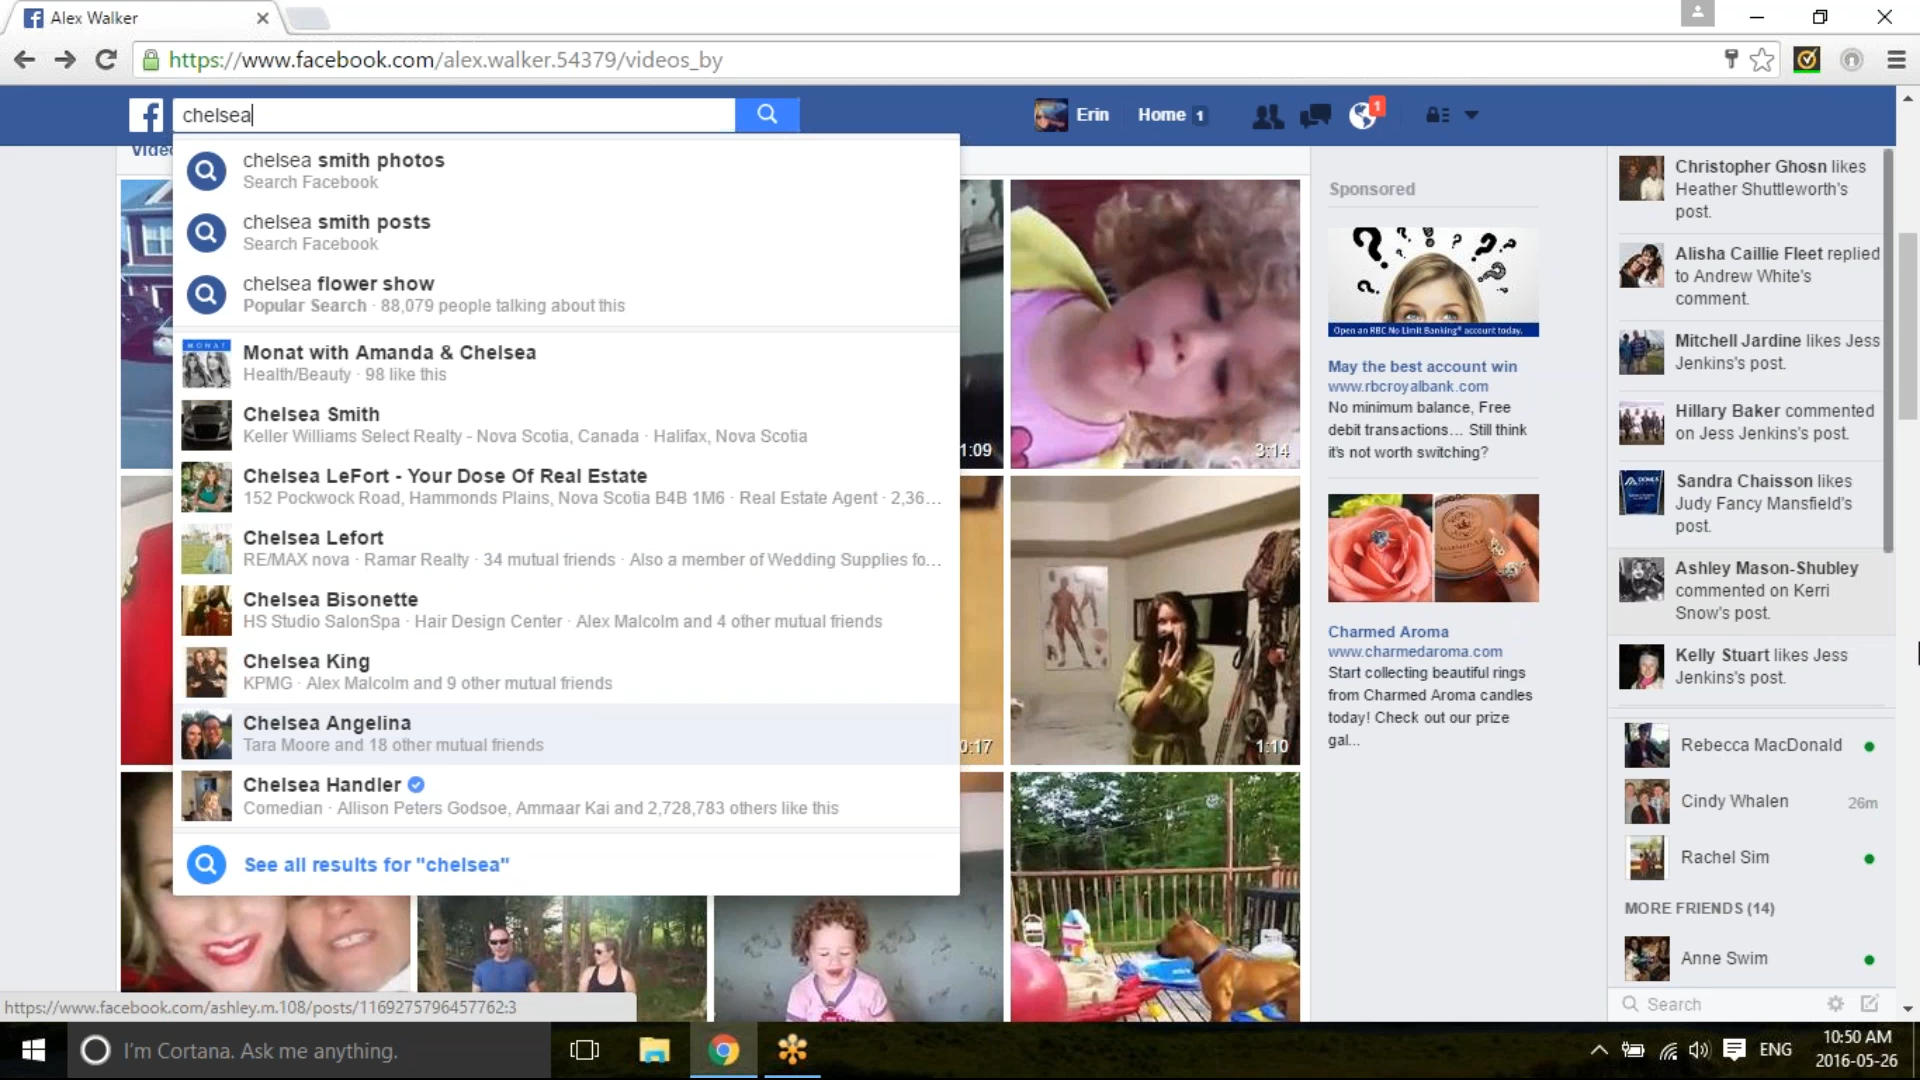 Alex Walker
https://www.facebook.com/alex.walker.54379/videos_by
chelsea
Erin
Home 1
1
chelsea smith photos
Search Facebook
chelsea smith posts
Search Facebook
chelsea flower show
Popular Search · 88,079 people talking about this
MONAT
Monat with Amanda & Chelsea
Health/Beauty · 98 like this
Chelsea Smith
Keller Williams Select Realty - Nova Scotia, Canada · Halifax, Nova Scotia
Chelsea LeFort - Your Dose Of Real Estate
152 Pockwock Road, Hammonds Plains, Nova Scotia B4B 1M6 · Real Estate Agent · 2,36...
Chelsea Lefort
RE/MAX nova · Ramar Realty · 34 mutual friends · Also a member of Wedding Supplies fo...
Chelsea Bisonette
HS Studio SalonSpa · Hair Design Center · Alex Malcolm and 4 other mutual friends
Chelsea King
KPMG · Alex Malcolm and 9 other mutual friends
Chelsea Angelina
Tara Moore and 18 other mutual friends
Chelsea Handler
Comedian · Allison Peters Godsoe, Ammaar Kai and 2,728,783 others like this
See all results for "chelsea"
1:09
3:14
0:17
1:10
Sponsored
Open an RBC No Limit Banking® account today.
May the best account win
www.rbcroyalbank.com
No minimum balance, Free
debit transactions... Still think
it's not worth switching?
Charmed Aroma
www.charmedaroma.com
Start collecting beautiful rings
from Charmed Aroma candles
today! Check out our prize
gal...
Christopher Ghosn likes
Heather Shuttleworth's
post.
Alisha Caillie Fleet replied
to Andrew White's
comment.
Mitchell Jardine likes Jess
Jenkins's post.
Hillary Baker commented
on Jess Jenkins's post.
Sandra Chaisson likes
Judy Fancy Mansfield's
post.
Ashley Mason-Shubley
commented on Kerri
Snow's post.
Kelly Stuart likes Jess
Jenkins's post.
Rebecca MacDonald
Cindy Whalen 26m
Rachel Sim
MORE FRIENDS (14)
Anne Swim
Search
https://www.facebook.com/ashley.m.108/posts/1169275796457762:3
I'm Cortana. Ask me anything.
ENG
10:50 AM
2016-05-26